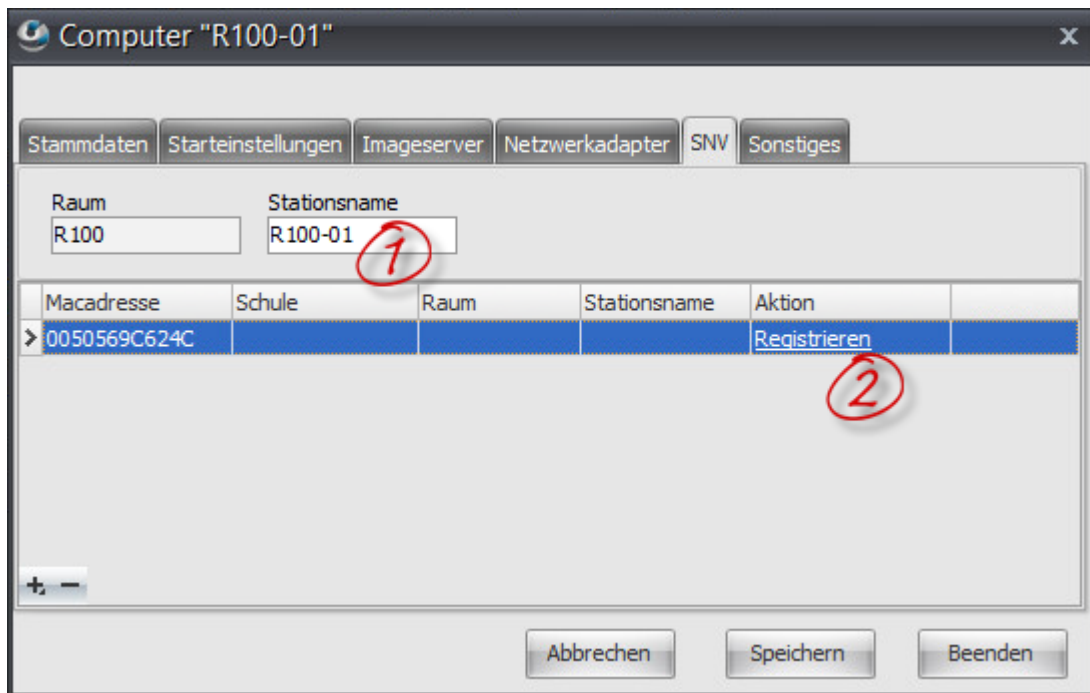 Computer "R100-01"
x
Stammdaten Starteinstellungen Imageserver Netzwerkadapter SNV Sonstiges
Raum Stationsname
R100 R100-01
1
Macadresse Schule Raum Stationsname Aktion
> 0050569C624C Registrieren
2
+ −
Abbrechen Speichern Beenden